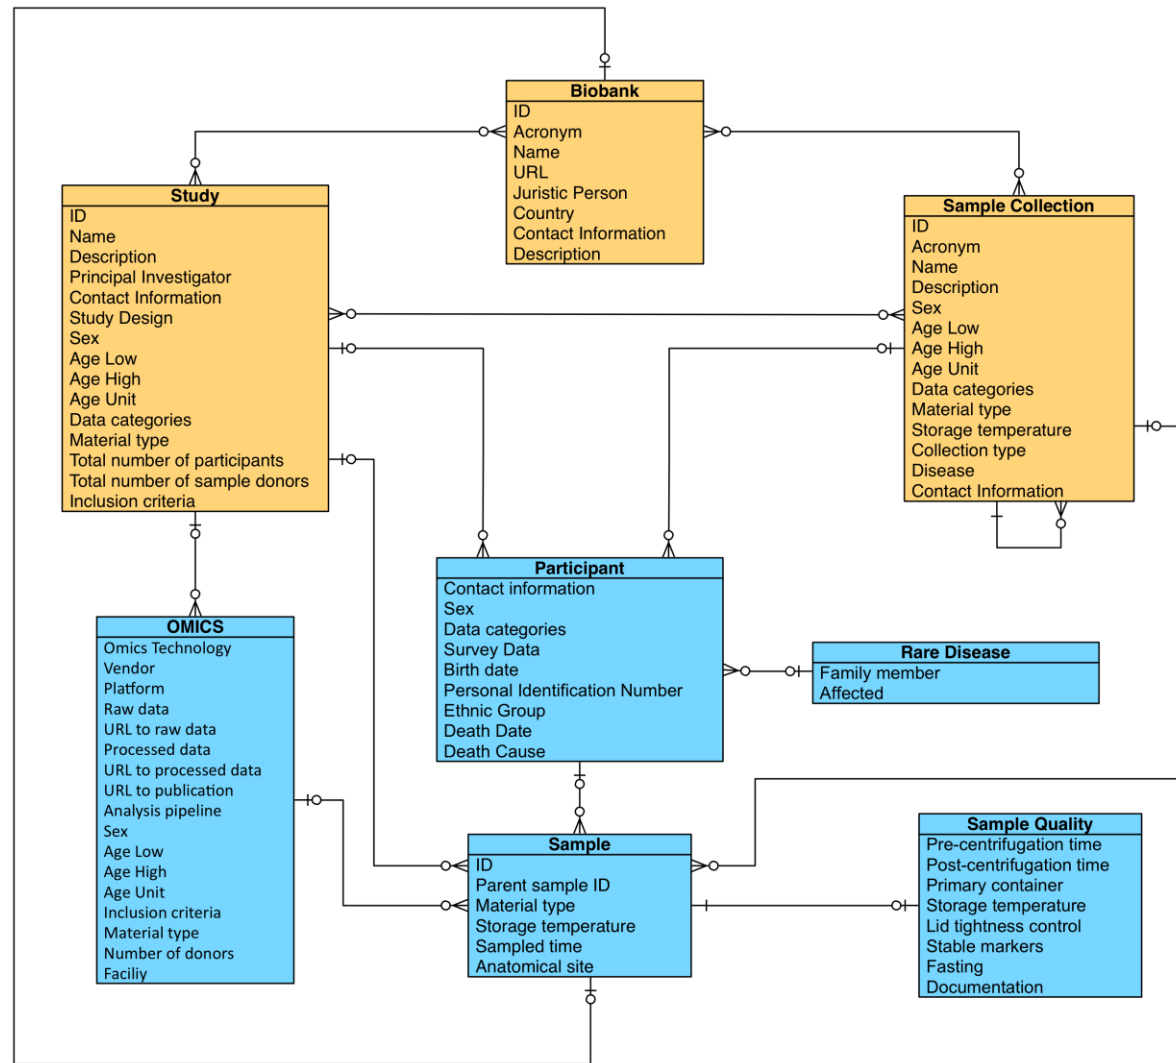 Biobank
ID
Acronym
Name
URL
Juristic Person
Country
Contact Information
Description
Study
ID
Name
Description
Principal Investigator
Contact Information
Study Design
Sex
Age Low
Age High
Age Unit
Data categories
Material type
Total number of participants
Total number of sample donors
Inclusion criteria
Sample Collection
ID
Acronym
Name
Description
Sex
Age Low
Age High
Age Unit
Data categories
Material type
Storage temperature
Collection type
Disease
Contact Information
Participant
Contact information
Sex
Data categories
Survey Data
Birth date
Personal Identification Number
Ethnic Group
Death Date
Death Cause
Rare Disease
Family member
Affected
OMICS
Omics Technology
Vendor
Platform
Raw data
URL to raw data
Processed data
URL to processed data
URL to publication
Analysis pipeline
Sex
Age Low
Age High
Age Unit
Inclusion criteria
Material type
Number of donors
Faciliy
Sample
ID
Parent sample ID
Material type
Storage temperature
Sampled time
Anatomical site
Sample Quality
Pre-centrifugation time
Post-centrifugation time
Primary container
Storage temperature
Lid tightness control
Stable markers
Fasting
Documentation